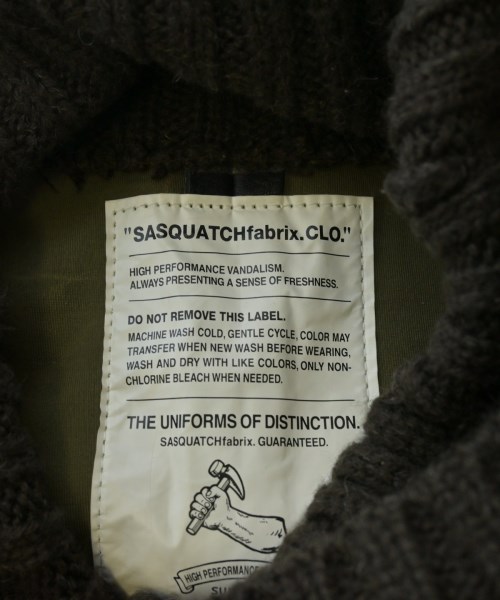 "SASQUATCHfabrix.CLO."
HIGH PERFORMANCE VANDALISM.
ALWAYS PRESENTING A SENSE OF FRESHNESS.
DO NOT REMOVE THIS LABEL.
MACHINE WASH COLD, GENTLE CYCLE, COLOR MAY
TRANSFER WHEN NEW WASH BEFORE WEARING,
WASH AND DRY WITH LIKE COLORS, ONLY NON-
CHLORINE BLEACH WHEN NEEDED.
THE UNIFORMS OF DISTINCTION.
SASQUATCHfabrix. GUARANTEED.
HIGH PERFORMANCE